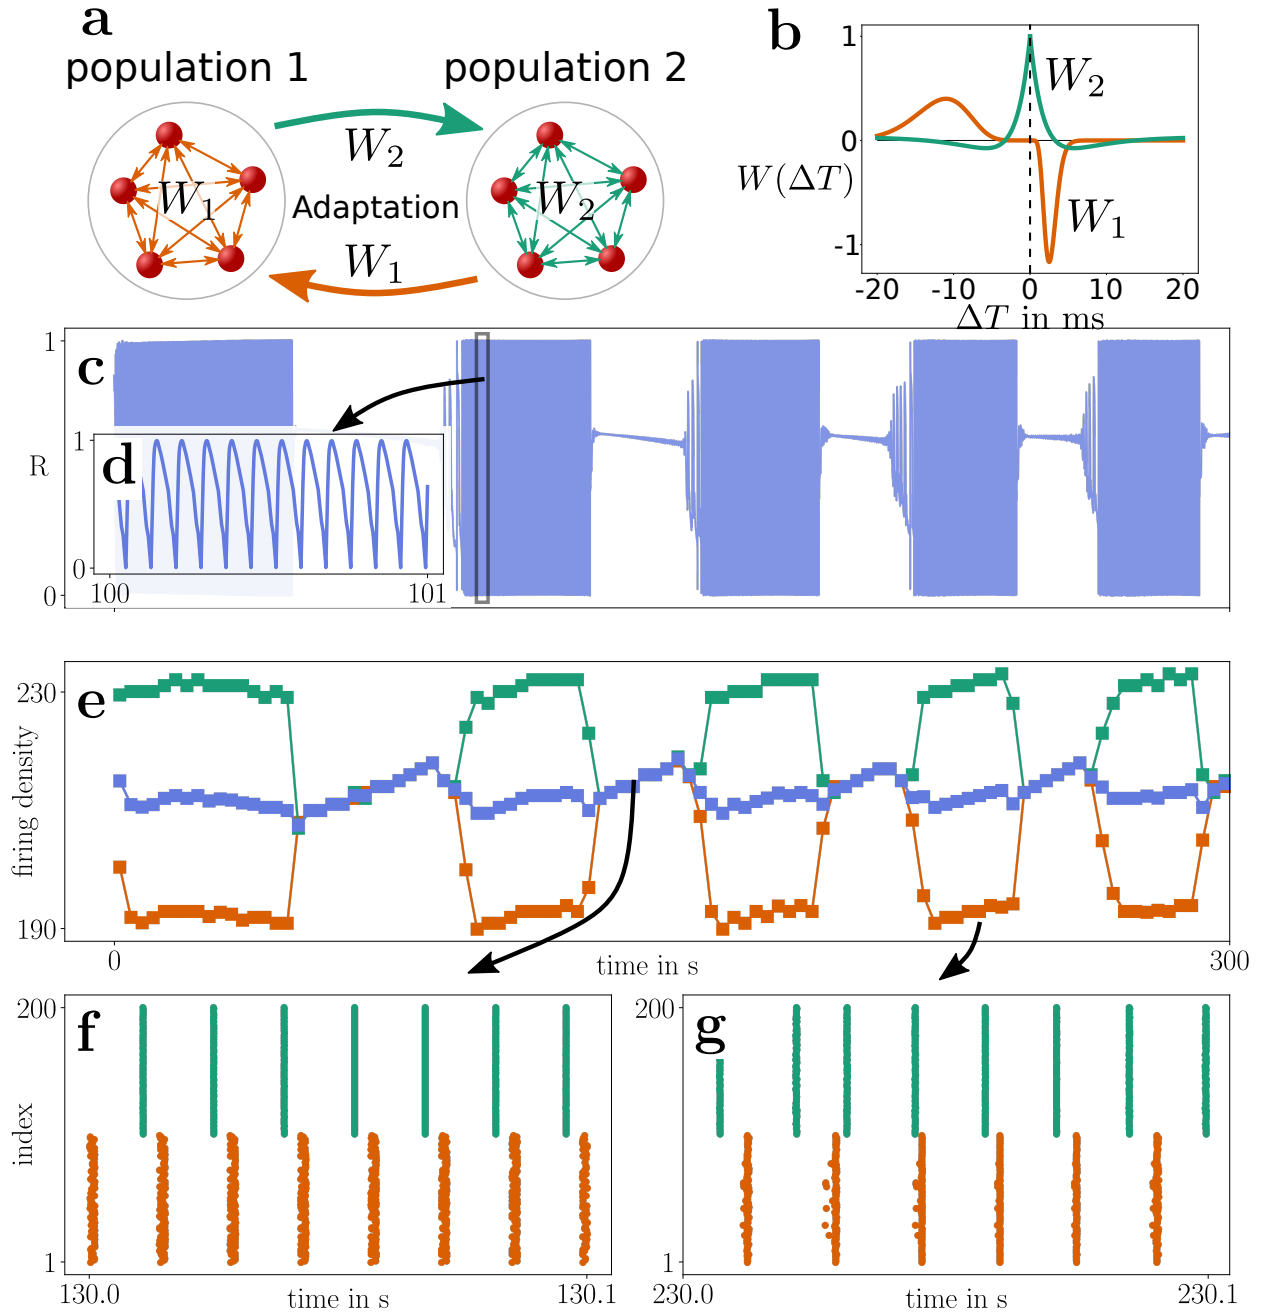 a
population 1
population 2
W₂
W₁
Adaptation
W₂
W₁
b
1
0
-1
W(ΔT)
W₂
W₁
-20
-10
0
10
20
ΔT in ms
c
1
R
0
d
1
0
100
101
e
230
firing density
190
0
time in s
300
f
200
index
1
130.0
time in s
130.1
g
200
1
230.0
time in s
230.1